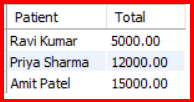 Patient Total
Ravi Kumar 5000.00
Priya Sharma 12000.00
Amit Patel 15000.00